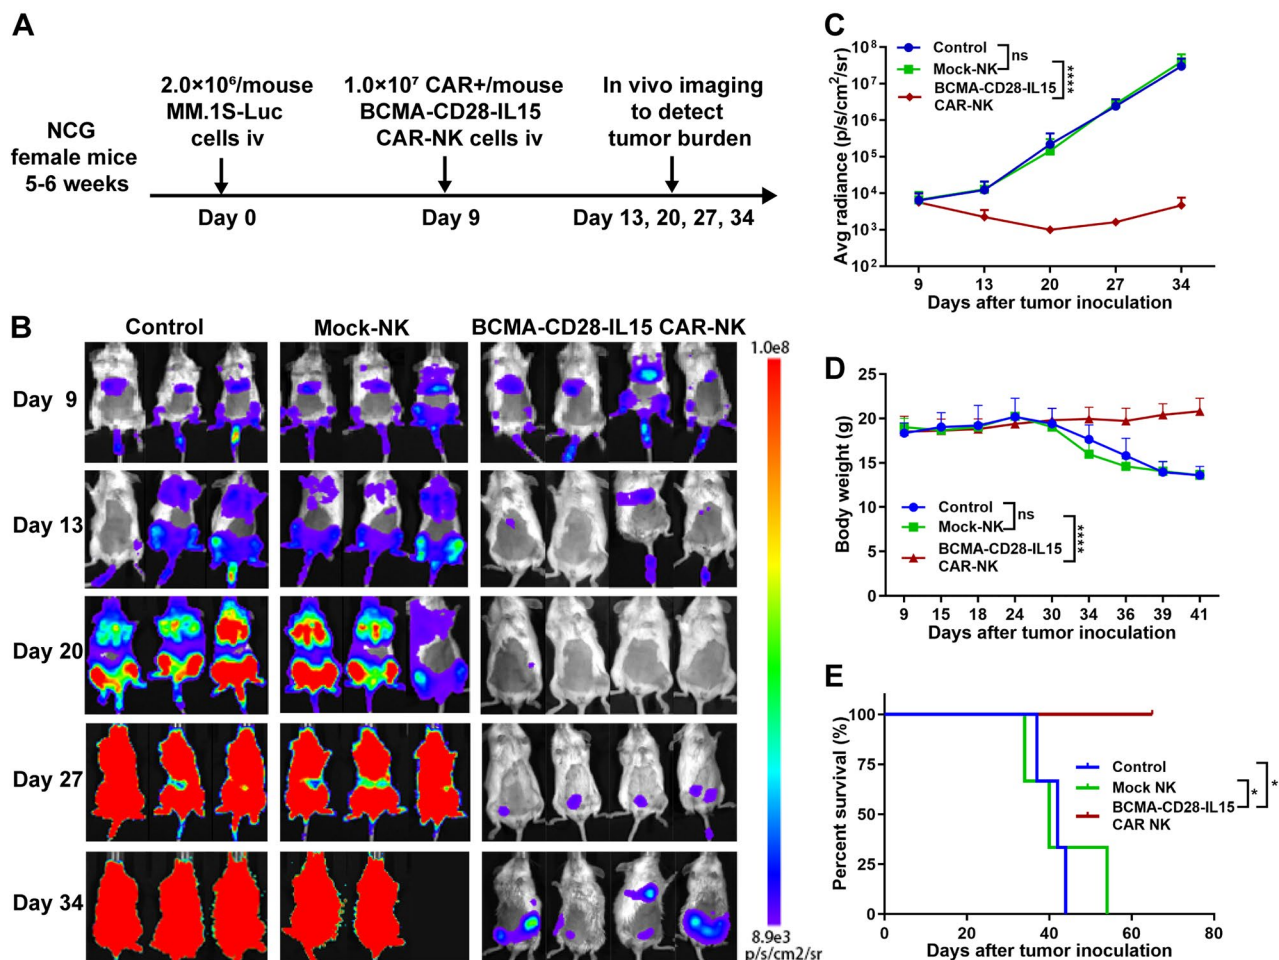 A
NCG
female mice
5-6 weeks
2.0×10⁶/mouse
MM.1S-Luc
cells iv
1.0×10⁷ CAR+/mouse
BCMA-CD28-IL15
CAR-NK cells iv
In vivo imaging
to detect
tumor burden
Day 0
Day 9
Day 13, 20, 27, 34
B
Control
Mock-NK
BCMA-CD28-IL15 CAR-NK
Day 9
Day 13
Day 20
Day 27
Day 34
1.0e8
8.9e3
p/s/cm2/sr
C
Avg radiance (p/s/cm²/sr)
10⁸
10⁷
10⁶
10⁵
10⁴
10³
10²
Control
Mock-NK
BCMA-CD28-IL15
CAR-NK
ns
****
9 13 20 27 34
Days after tumor inoculation
D
Body weight (g)
25
20
15
10
5
0
Control
Mock-NK
BCMA-CD28-IL15
CAR-NK
ns
****
9 15 18 24 30 34 36 39 41
Days after tumor inoculation
E
Percent survival (%)
100
75
50
25
0
Control
Mock NK
BCMA-CD28-IL15
CAR NK
*
*
0 20 40 60 80
Days after tumor inoculation